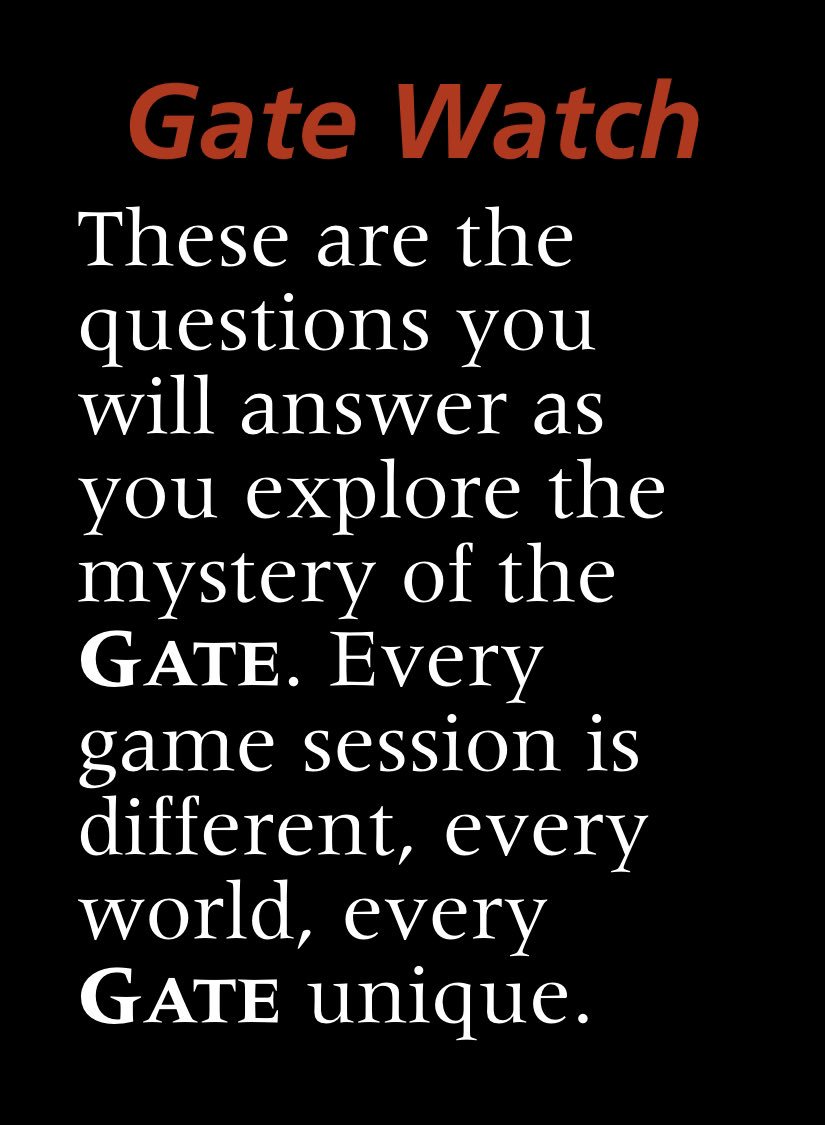 Gate Watch
These are the
questions you
will answer as
you explore the
mystery of the
GATE. Every
game session is
different, every
world, every
GATE unique.